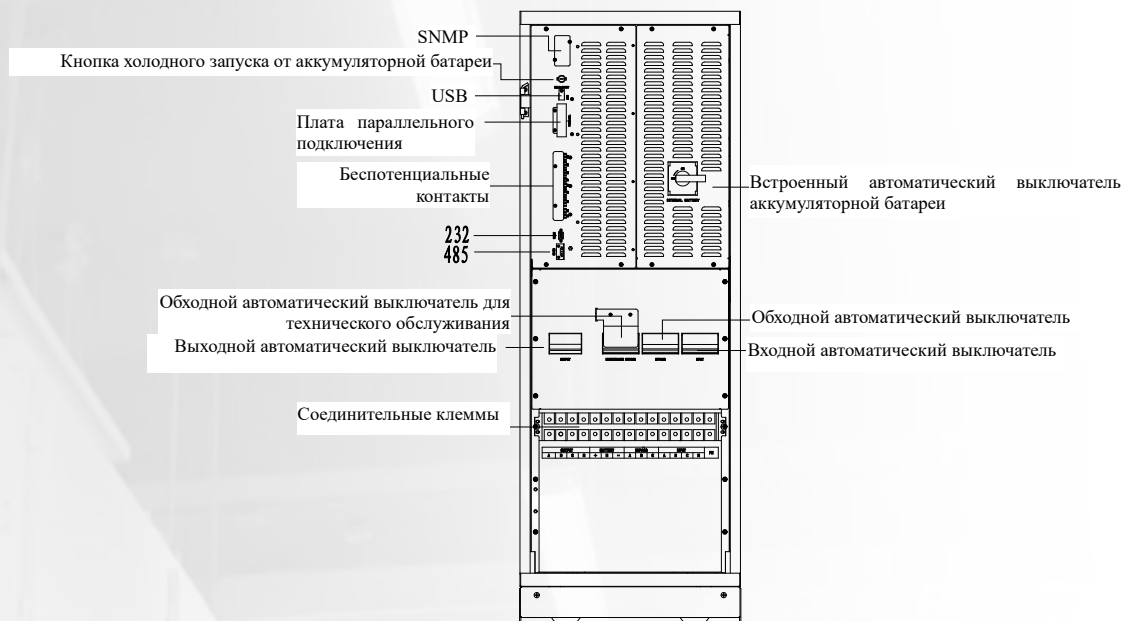 SNMP
Кнопка холодного запуска от аккумуляторной батареи
USB
Плата параллельного
подключения
Беспотенциальные
контакты
Встроенный автоматический выключатель
аккумуляторной батареи
232
485
Обходной автоматический выключатель для
технического обслуживания
Обходной автоматический выключатель
Выходной автоматический выключатель
Входной автоматический выключатель
Соединительные клеммы